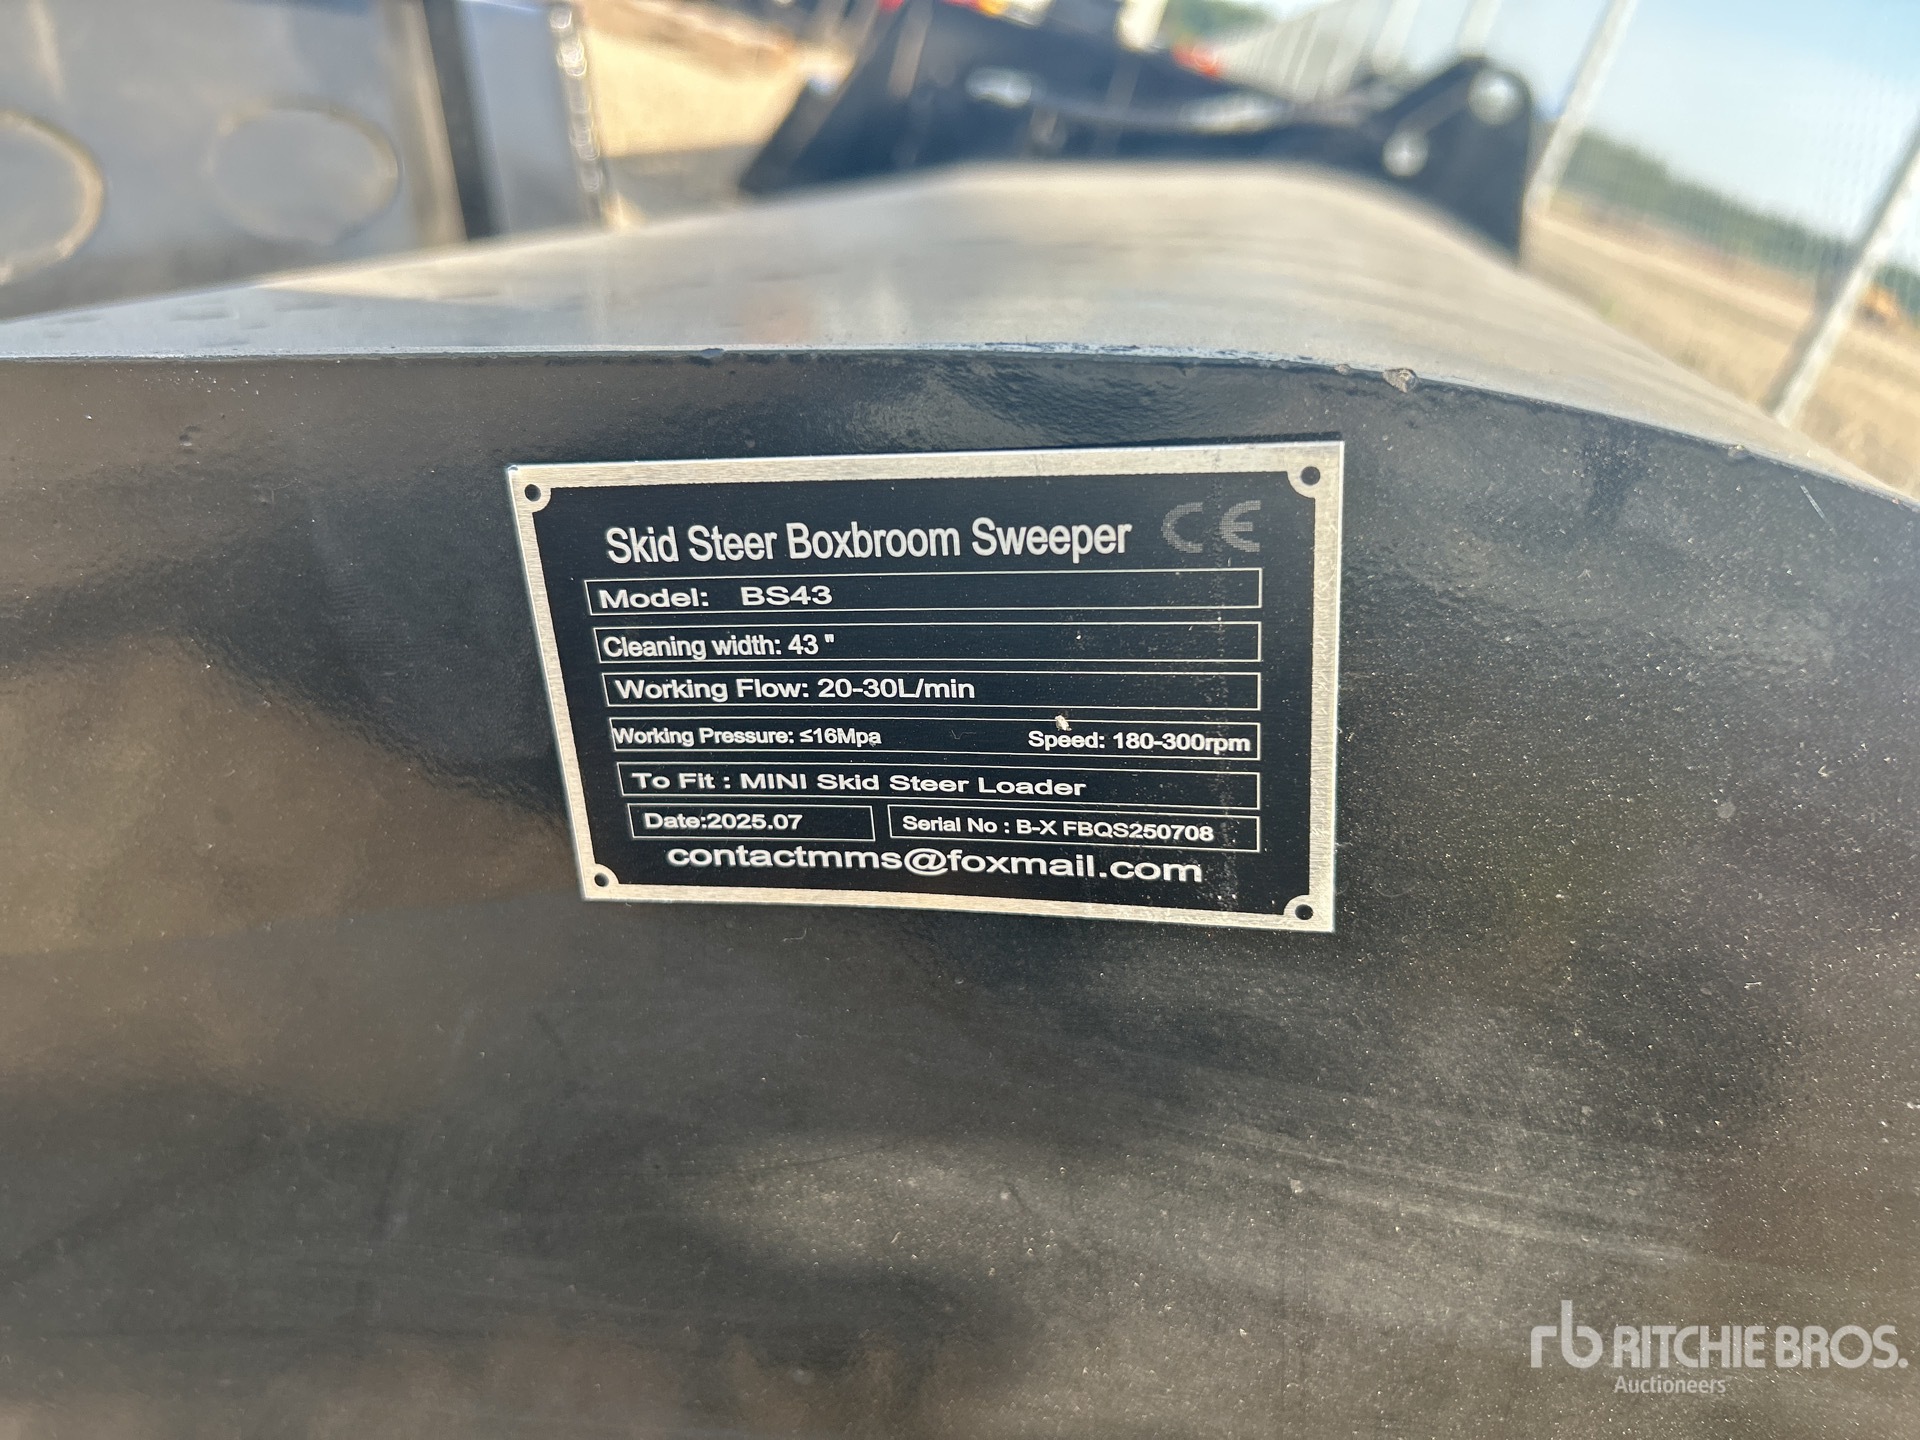 Skid Steer Boxbroom Sweeper CE
Model: BS43
Cleaning width: 43 "
Working Flow: 20-30L/min
Working Pressure: ≤16Mpa Speed: 180-300rpm
To Fit : MINI Skid Steer Loader
Date:2025.07 Serial No : B-X FBQS250708
contactmms@foxmail.com
rb RITCHIE BROS.
Auctioneers